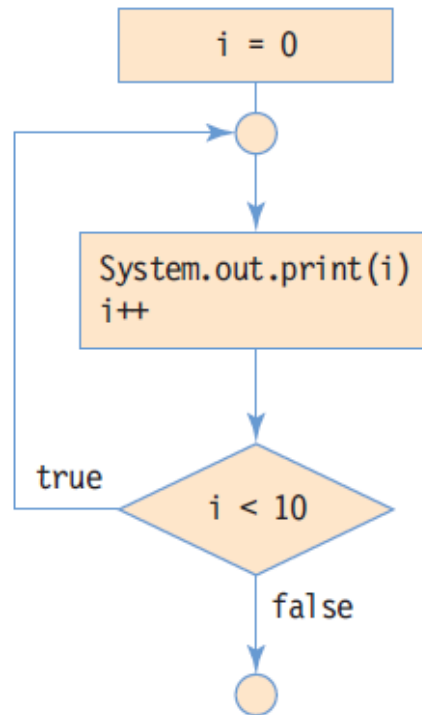 i = 0
System.out.print(i)
i++
true
i < 10
false